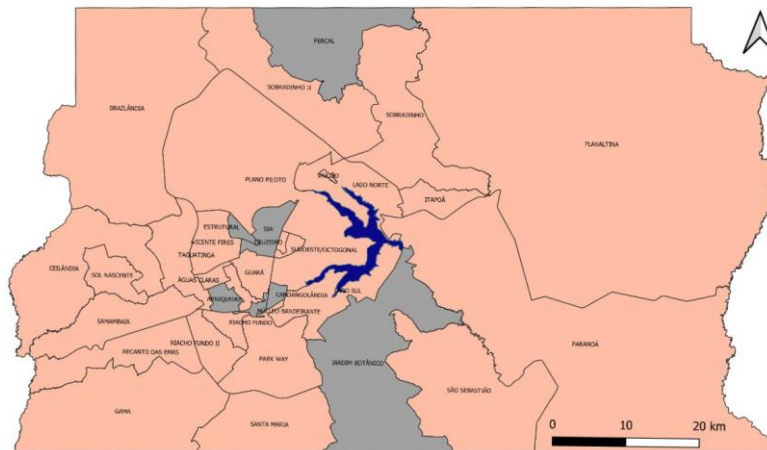 FERCAL
SOBRADINHO II
BRAZLÂNDIA
SOBRADINHO
PLANALTINA
PLANO PILOTO
VARJÃO
LAGO NORTE
ITAPOÃ
ESTRUTURAL
SIA
VICENTE PIRES
CRUZEIRO
SUDOESTE/OCTOGONAL
TAGUATINGA
CEILÂNDIA
SOL NASCENTE
GUARÁ
ÁGUAS CLARAS
CANDANGOLÂNDIA
SUL
ARNIQUEIRA
NÚCLEO BANDEIRANTE
SAMAMBAIA
RIACHO FUNDO
RIACHO FUNDO II
RECANTO DAS EMAS
PARK WAY
JARDIM BOTÂNICO
PARANOÁ
SÃO SEBASTIÃO
GAMA
SANTA MARIA
0 10 20 km